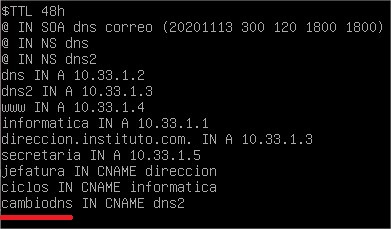 $TTL 48h
@ IN SOA dns correo (20201113 300 120 1800 1800)
@ IN NS dns
@ IN NS dns2
dns IN A 10.33.1.2
dns2 IN A 10.33.1.3
www IN A 10.33.1.4
informatica IN A 10.33.1.1
direccion.instituto.com. IN A 10.33.1.3
secretaria IN A 10.33.1.5
jefatura IN CNAME direccion
ciclos IN CNAME informatica
cambiodns IN CNAME dns2